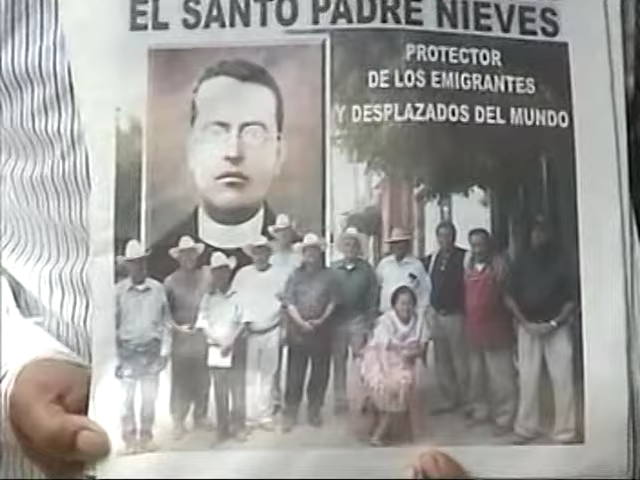 EL SANTO PADRE NIEVES
PROTECTOR
DE LOS EMIGRANTES
Y DESPLAZADOS DEL MUNDO